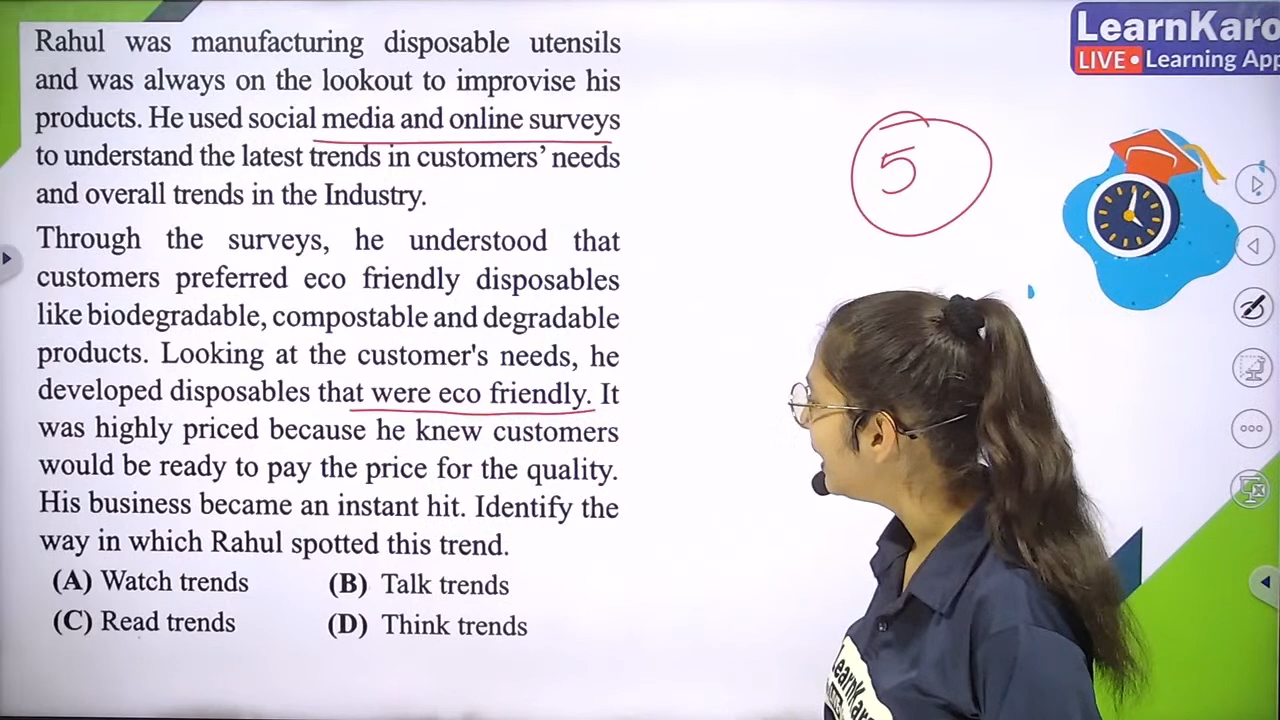 Rahul was manufacturing disposable utensils
and was always on the lookout to improvise his
products. He used social media and online surveys
to understand the latest trends in customers' needs
and overall trends in the Industry.
Through the surveys, he understood that
customers preferred eco friendly disposables
like biodegradable, compostable and degradable
products. Looking at the customer's needs, he
developed disposables that were eco friendly. It
was highly priced because he knew customers
would be ready to pay the price for the quality.
His business became an instant hit. Identify the
way in which Rahul spotted this trend.
(A) Watch trends (B) Talk trends
(C) Read trends (D) Think trends
5
LearnKaro
LIVE • Learning App
LearnKaro